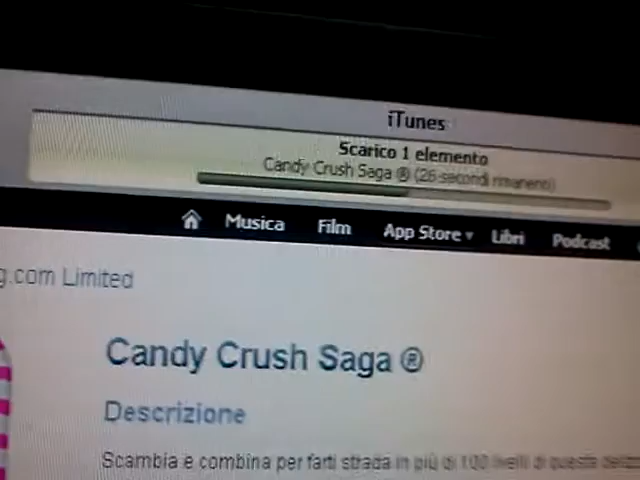 iTunes
Scarico 1 elemento
Candy Crush Saga ® (26 secondi rimanenti)
Musica Film App Store ▾ Libri Podcast
g.com Limited
Candy Crush Saga ®
Descrizione
Scambia e combina per farti strada in più di 100 livelli di questa